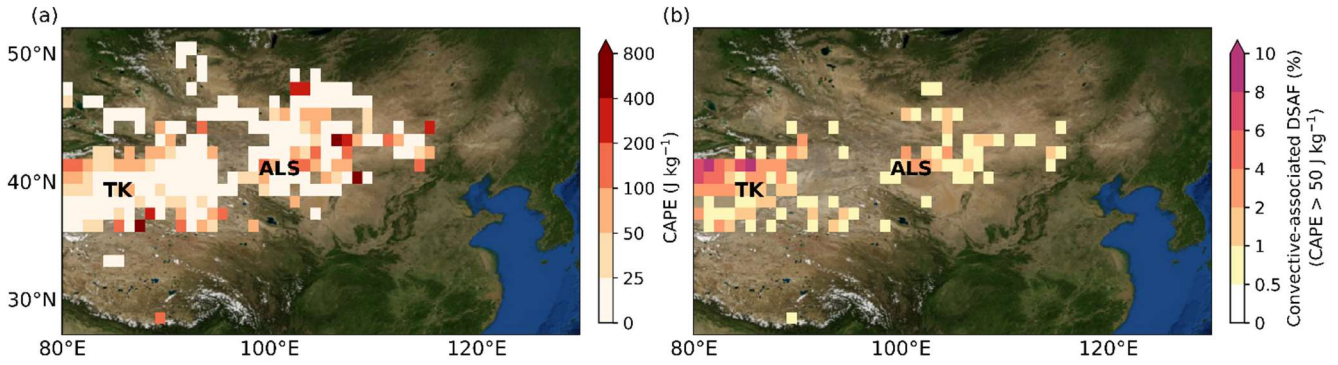 (a)
50°N
40°N
30°N
80°E
100°E
120°E
TK
ALS
800
400
200
100
50
25
0
CAPE (J kg⁻¹)
(b)
80°E
100°E
120°E
TK
ALS
10
8
6
4
2
1
0.5
0
Convective-associated DSAF (%)
(CAPE > 50 J kg⁻¹)